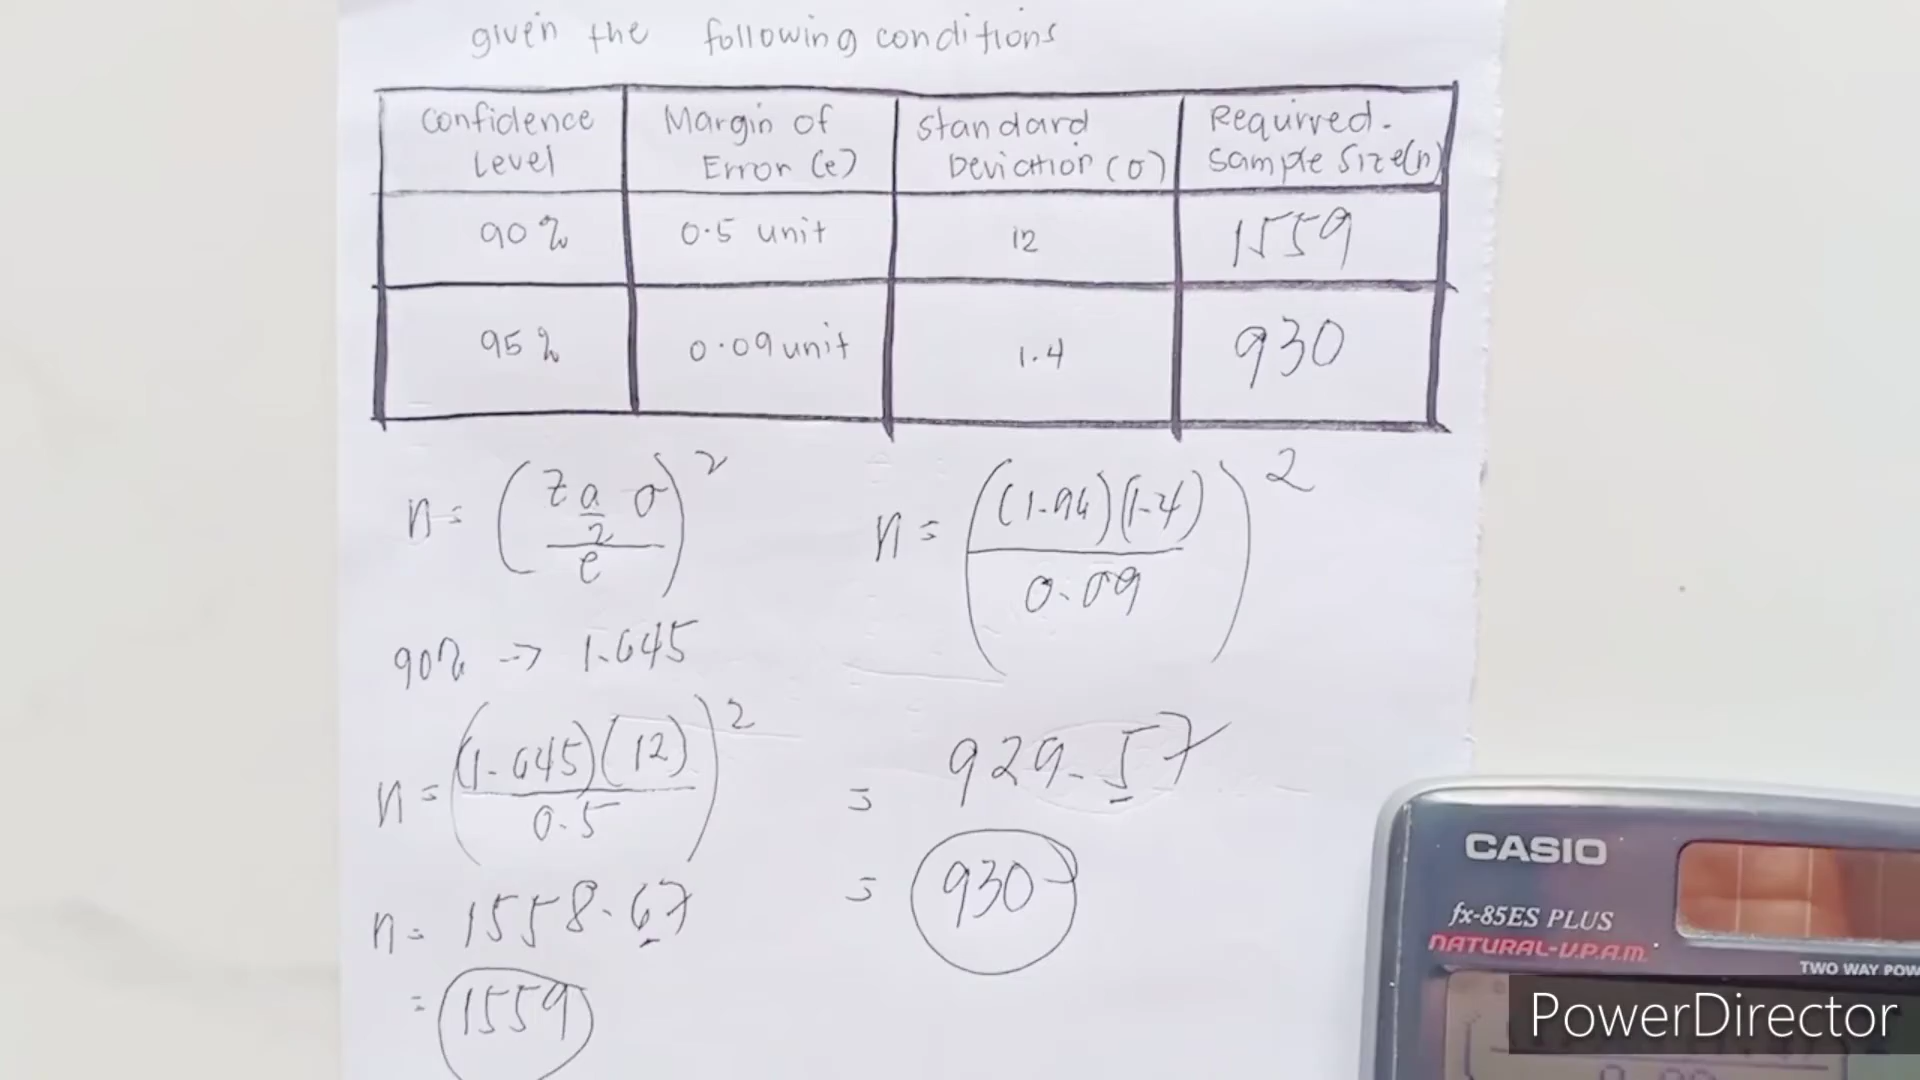 given the following conditions
Confidence Level
Margin of Error (e)
Standard Deviation (σ)
Requirred. Sample Size(n)
90%
0.5 unit
12
1559
95%
0.09 unit
1.4
930
n = (Z a/2 σ / e)²
90% → 1.645
n = ((1.645)(12) / 0.5)²
n = 1558.67
= 1559
n = ((1.96)(1.4) / 0.09)²
= 929.57
= 930
CASIO
fx-85ES PLUS
NATURAL-V.P.A.M.
TWO WAY POW
PowerDirector